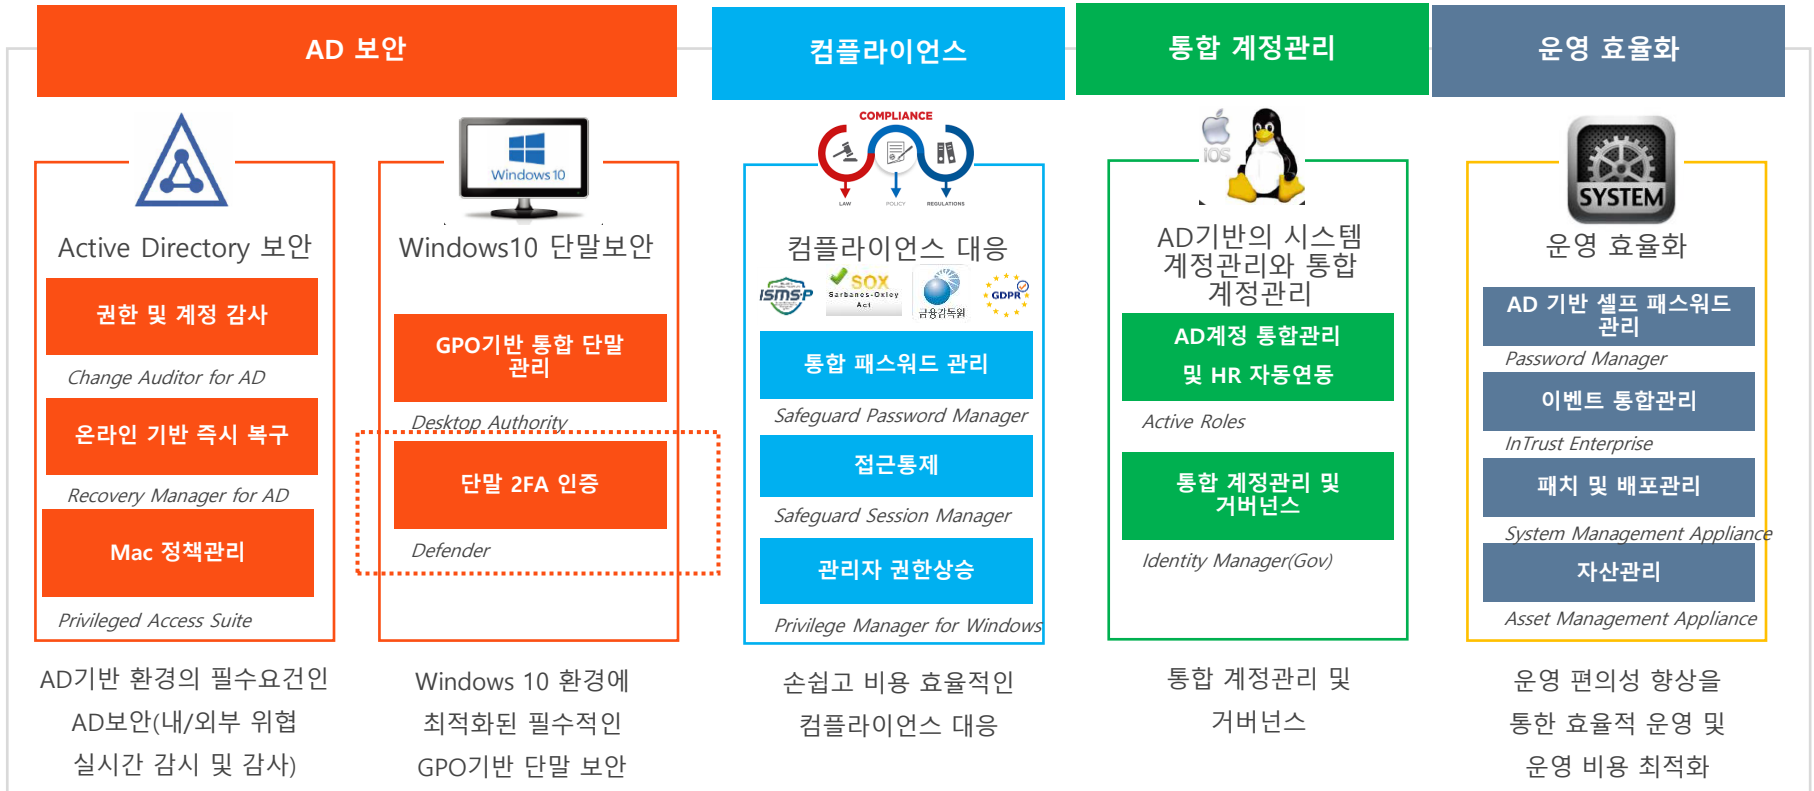 AD 보안
컴플라이언스
통합 계정관리
운영 효율화
Active Directory 보안
권한 및 계정 감사
Change Auditor for AD
온라인 기반 즉시 복구
Recovery Manager for AD
Mac 정책관리
Privileged Access Suite
AD기반 환경의 필수요건인
AD보안(내/외부 위협
실시간 감시 및 감사)
Windows 10
Windows10 단말보안
GPO기반 통합 단말
관리
Desktop Authority
단말 2FA 인증
Defender
Windows 10 환경에
최적화된 필수적인
GPO기반 단말 보안
COMPLIANCE
LAW
POLICY
REGULATIONS
컴플라이언스 대응
ISMS-P
SOX
Sarbanes-Oxley
Act
금융감독원
GDPR
통합 패스워드 관리
Safeguard Password Manager
접근통제
Safeguard Session Manager
관리자 권한상승
Privilege Manager for Windows
손쉽고 비용 효율적인
컴플라이언스 대응
IOS
AD기반의 시스템
계정관리와 통합
계정관리
AD계정 통합관리
및 HR 자동연동
Active Roles
통합 계정관리 및
거버넌스
Identity Manager(Gov)
통합 계정관리 및
거버넌스
SYSTEM
운영 효율화
AD 기반 셀프 패스워드
관리
Password Manager
이벤트 통합관리
InTrust Enterprise
패치 및 배포관리
System Management Appliance
자산관리
Asset Management Appliance
운영 편의성 향상을
통한 효율적 운영 및
운영 비용 최적화